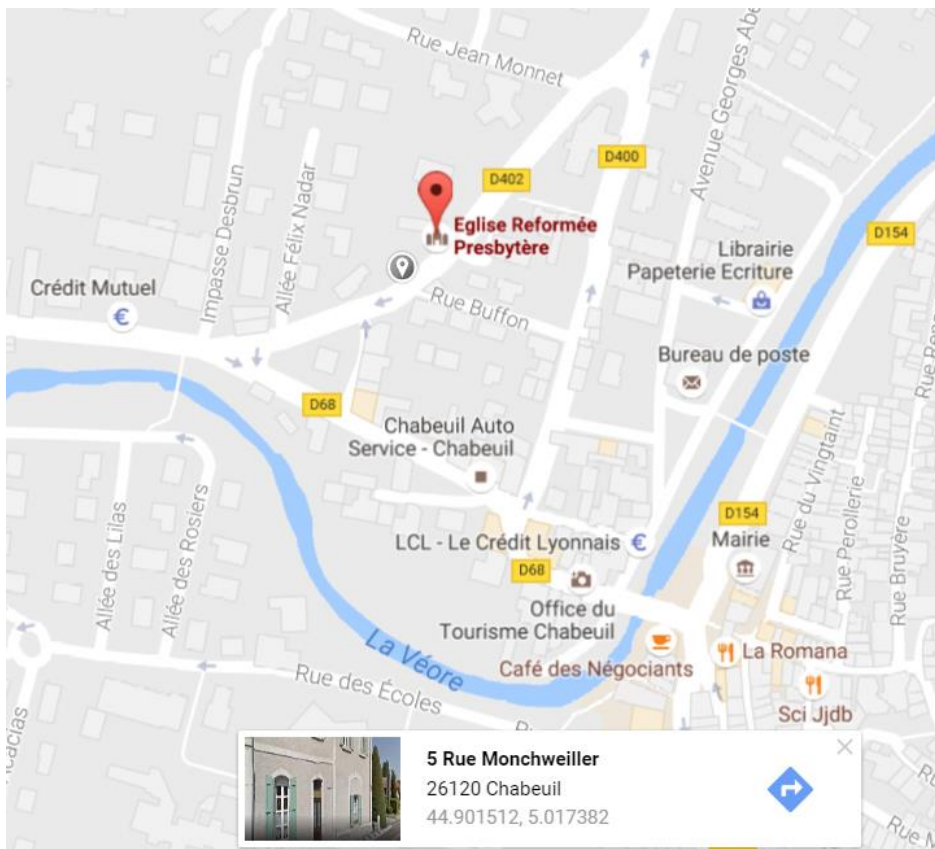 Rue Jean Monnet
Avenue Georges Abe
D400
D402
Impasse Desbrun
Allée Félix Nadar
Eglise Reformée
Presbytère
D154
Librairie
Papeterie Ecriture
Crédit Mutuel
€
Rue Buffon
Bureau de poste
D68
Chabeuil Auto
Service - Chabeuil
Rue du Vingtaint
Rue Perollerie
Rue Bruyère
Allée des Lilas
Allée des Rosiers
D154
Mairie
LCL - Le Crédit Lyonnais
€
D68
Office du
Tourisme Chabeuil
La Véore
Café des Négociants
La Romana
Sci Jjdb
Rue des Écoles
5 Rue Monchweiller
26120 Chabeuil
44.901512, 5.017382